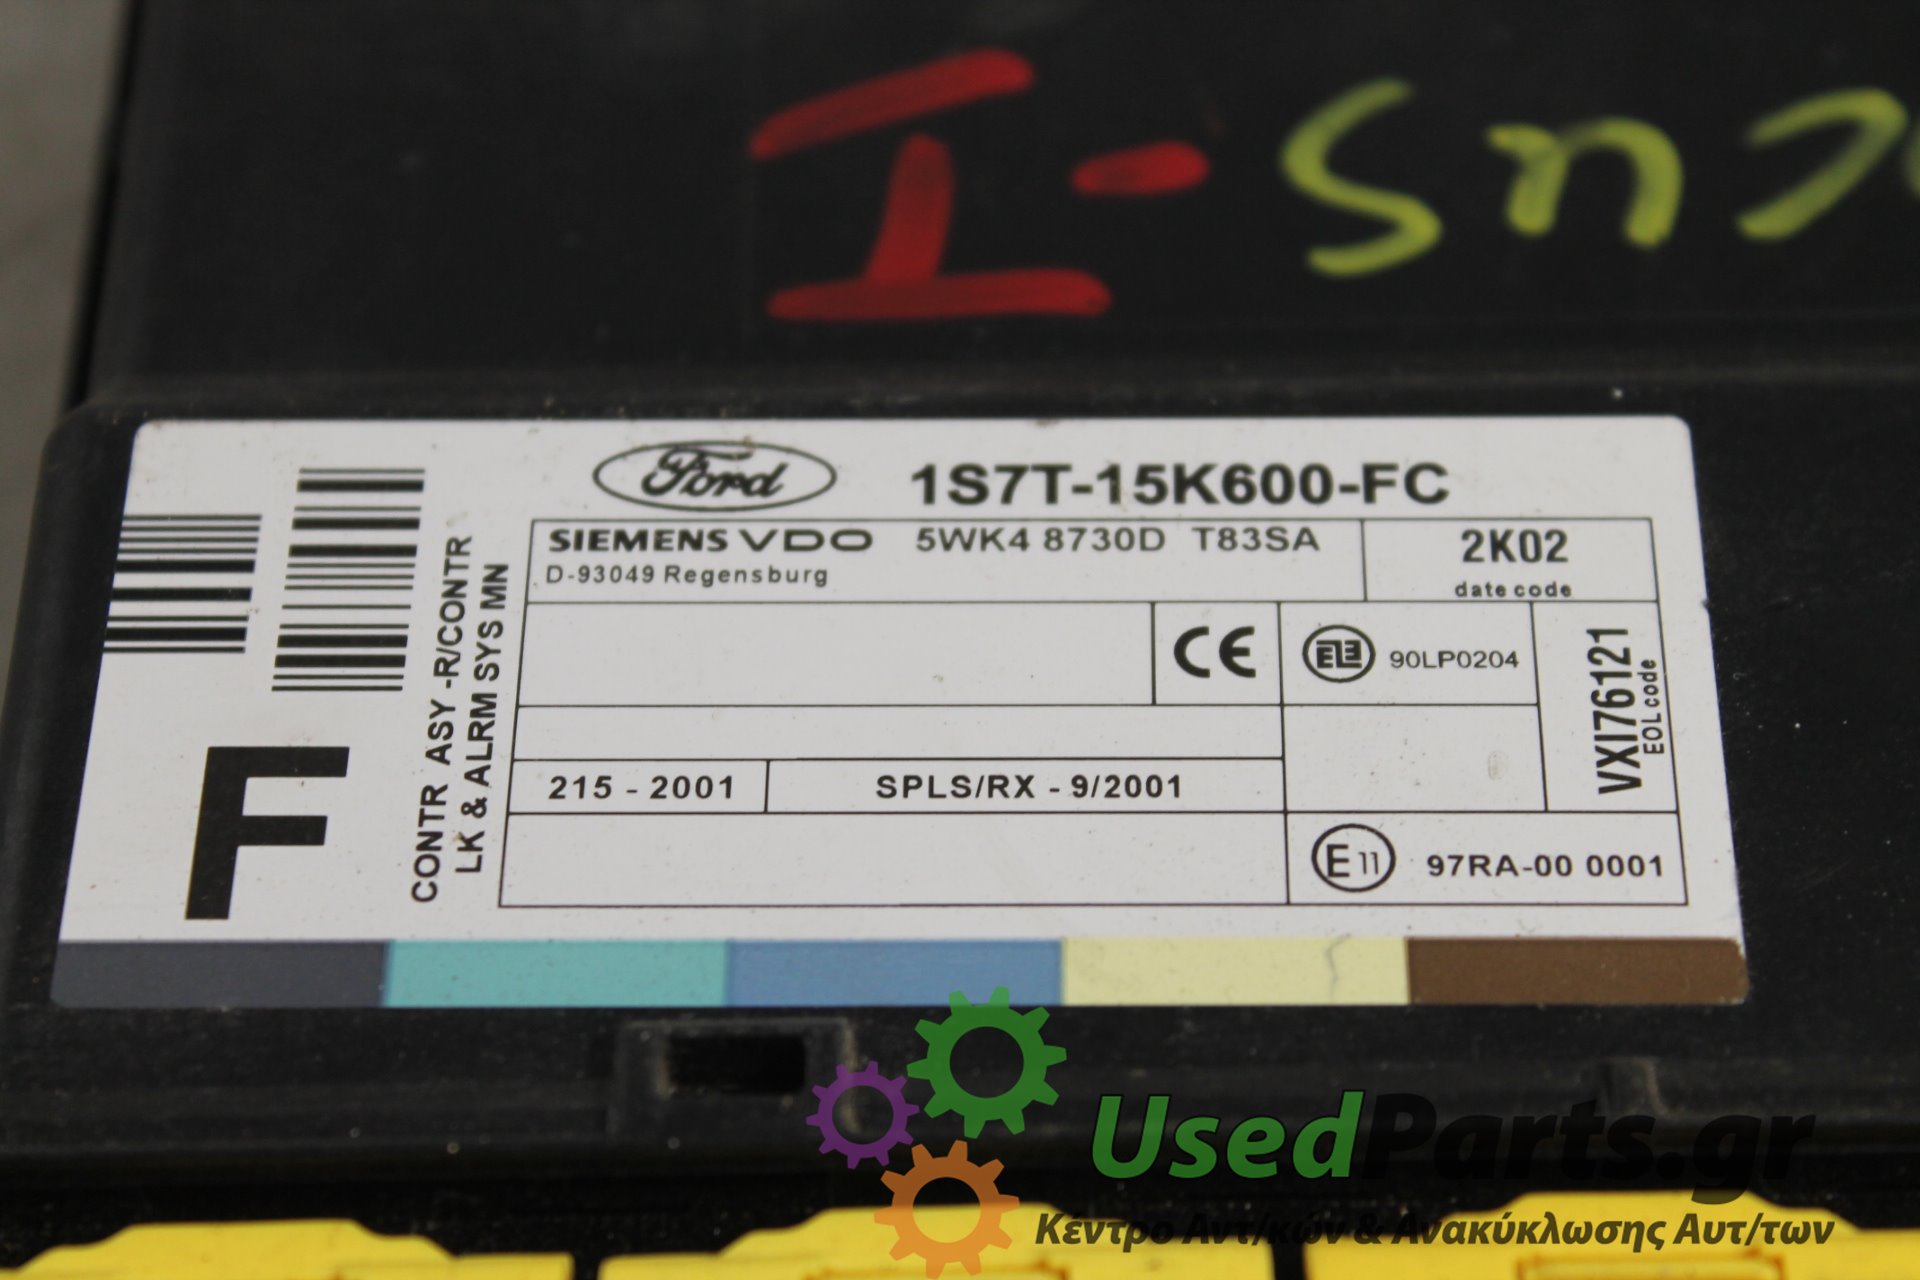 I - SUC
Ford
1S7T-15K600-FC
SIEMENS VDO 5WK4 8730D T83SA
D-93049 Regensburg
2K02
date code
CE
90LP0204
VXI76121
EOL code
215 - 2001
SPLS/RX - 9/2001
E 11
97RA-00 0001
CONTR ASY -R/CONTR
LK & ALRM SYS MN
F
UsedParts.gr
Κέντρο Αντ/κών & Ανακύκλωσης Αυτ/των